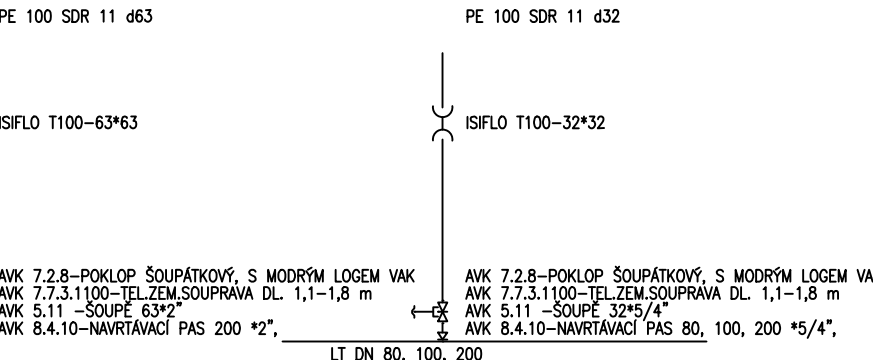 PE 100 SDR 11 d63
PE 100 SDR 11 d32
ISIFLO T100-63*63
ISIFLO T100-32*32
AVK 7.2.8-POKLOP ŠOUPÁTKOVÝ, S MODRÝM LOGEM VAK
AVK 7.7.3.1100-TEL.ZEM.SOUPRAVA DL. 1,1-1,8 m
AVK 5.11 -ŠOUPĚ 63*2"
AVK 8.4.10-NAVRTÁVACÍ PAS 200 *2",
AVK 7.2.8-POKLOP ŠOUPÁTKOVÝ, S MODRÝM LOGEM VA
AVK 7.7.3.1100-TEL.ZEM.SOUPRAVA DL. 1,1-1,8 m
AVK 5.11 -ŠOUPĚ 32*5/4"
AVK 8.4.10-NAVRTÁVACÍ PAS 80, 100, 200 *5/4",
LT DN 80, 100, 200